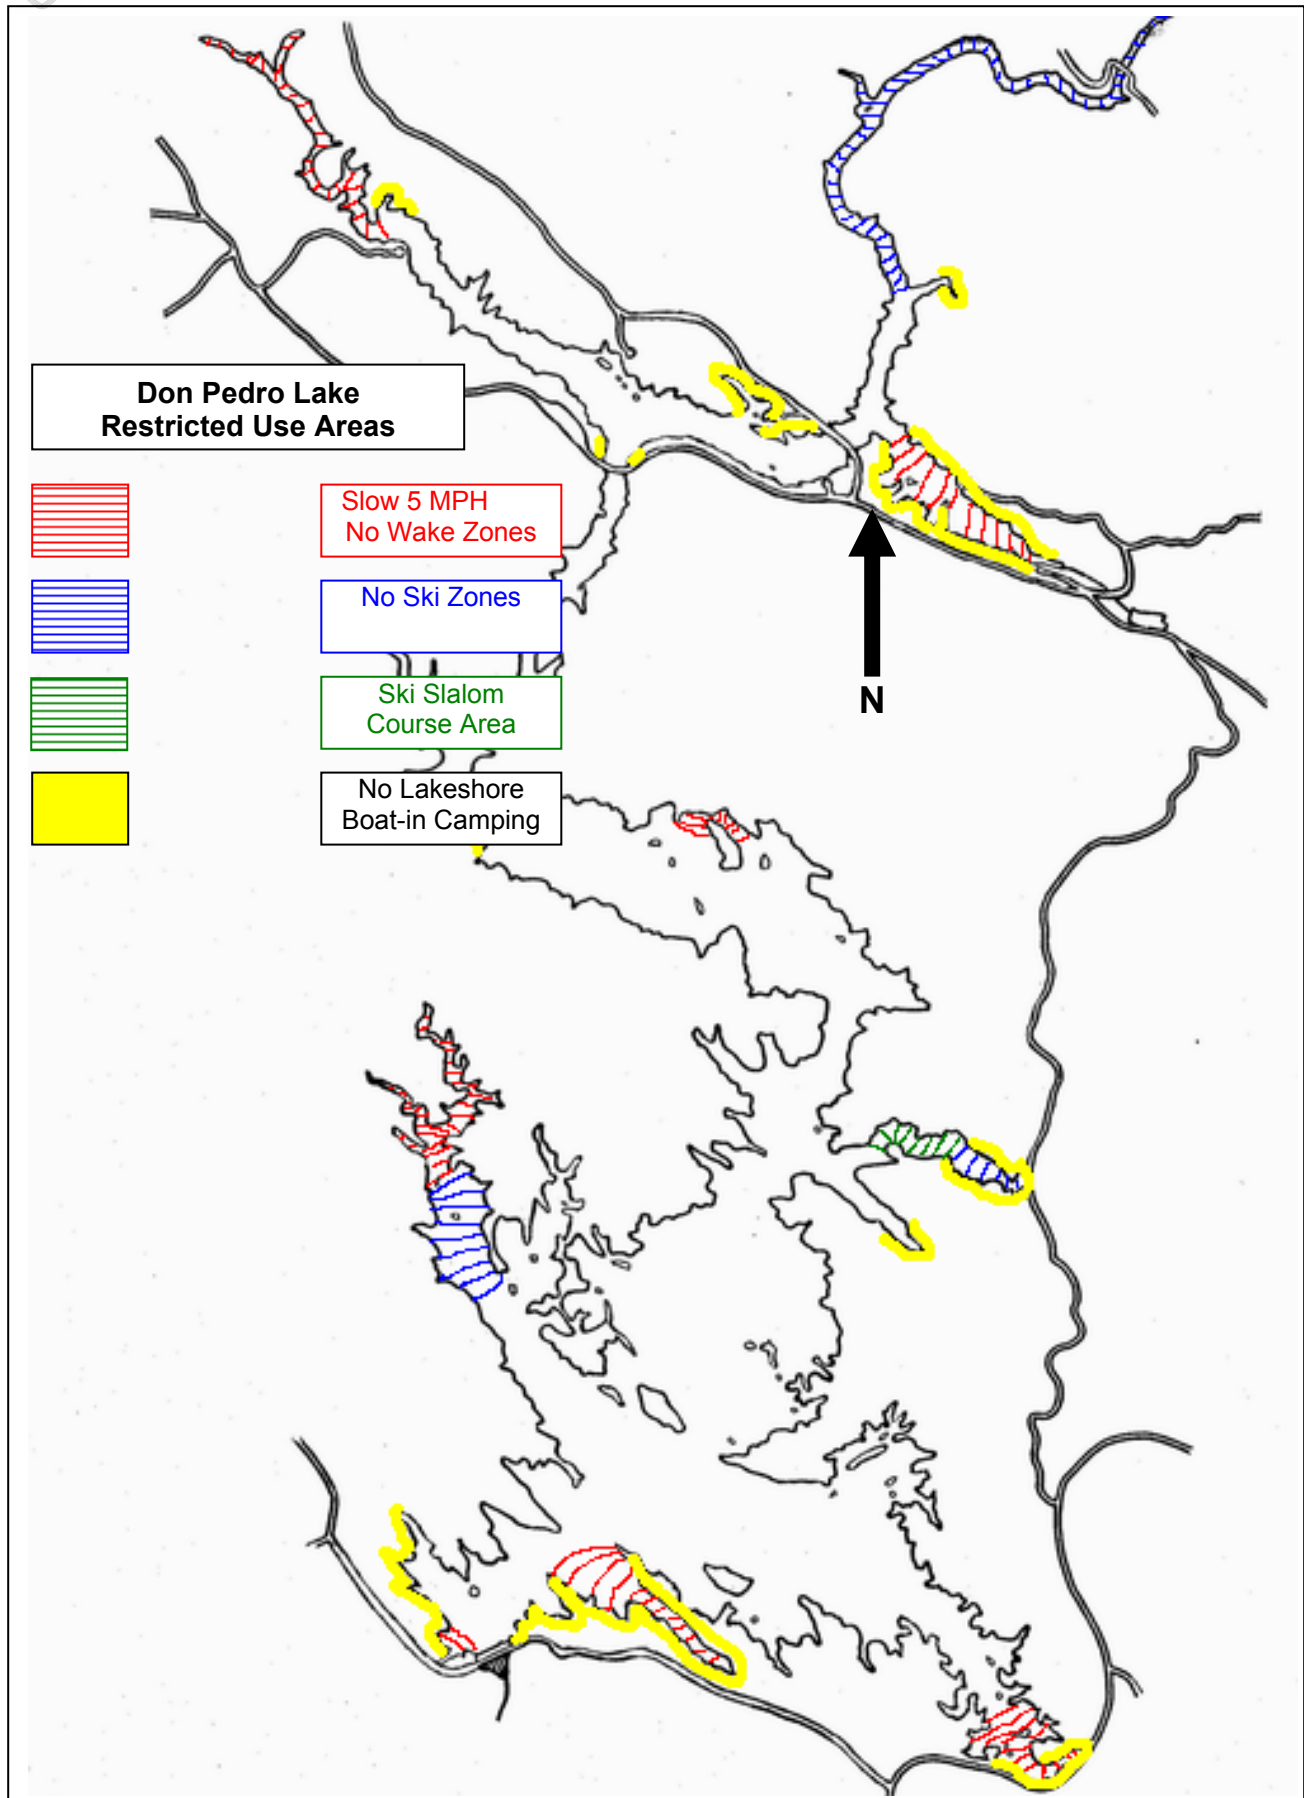 Don Pedro Lake
Restricted Use Areas
Slow 5 MPH
No Wake Zones
No Ski Zones
Ski Slalom
Course Area
No Lakeshore
Boat-in Camping
N